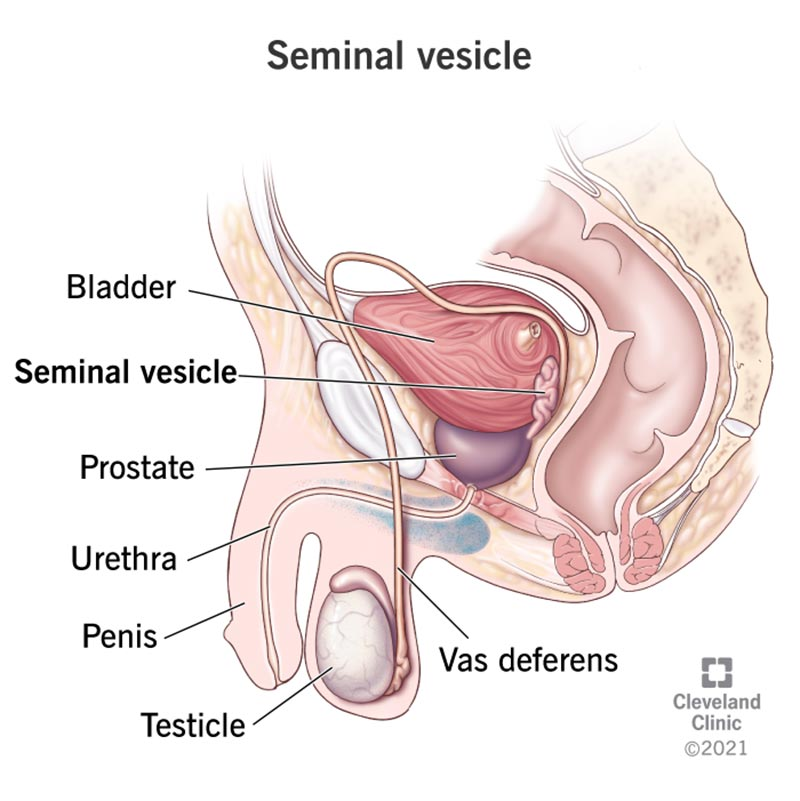 Seminal vesicle
Bladder
Seminal vesicle
Prostate
Urethra
Penis
Testicle
Vas deferens
Cleveland
Clinic
©2021